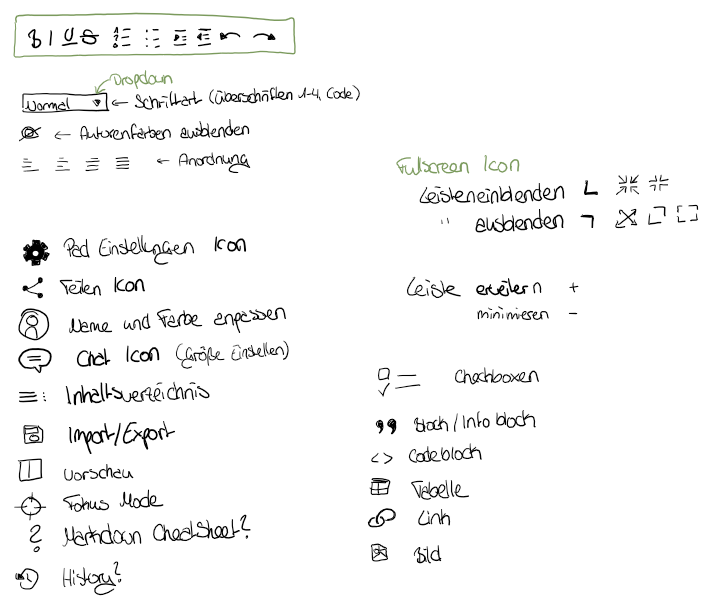 B I U S
Dropdown
Normal ← Schriftart (Überschriften 1-4, Code)
← Autorenfarben ausblenden
← Anordnung
Fullscreen Icon
Leisteneinblenden
" ausblenden
Pad Einstellungen Icon
Teilen Icon
Leiste erweitern +
minimieren -
Name und Farbe anpassen
Chat Icon (Größe Einstellen)
Checkboxen
Inhaltsverzeichnis
Block / Info block
Import/Export
<> Codeblock
Vorschau
Tabelle
Fokus Mode
Link
? Markdown CheatSheet?
Bild
History?